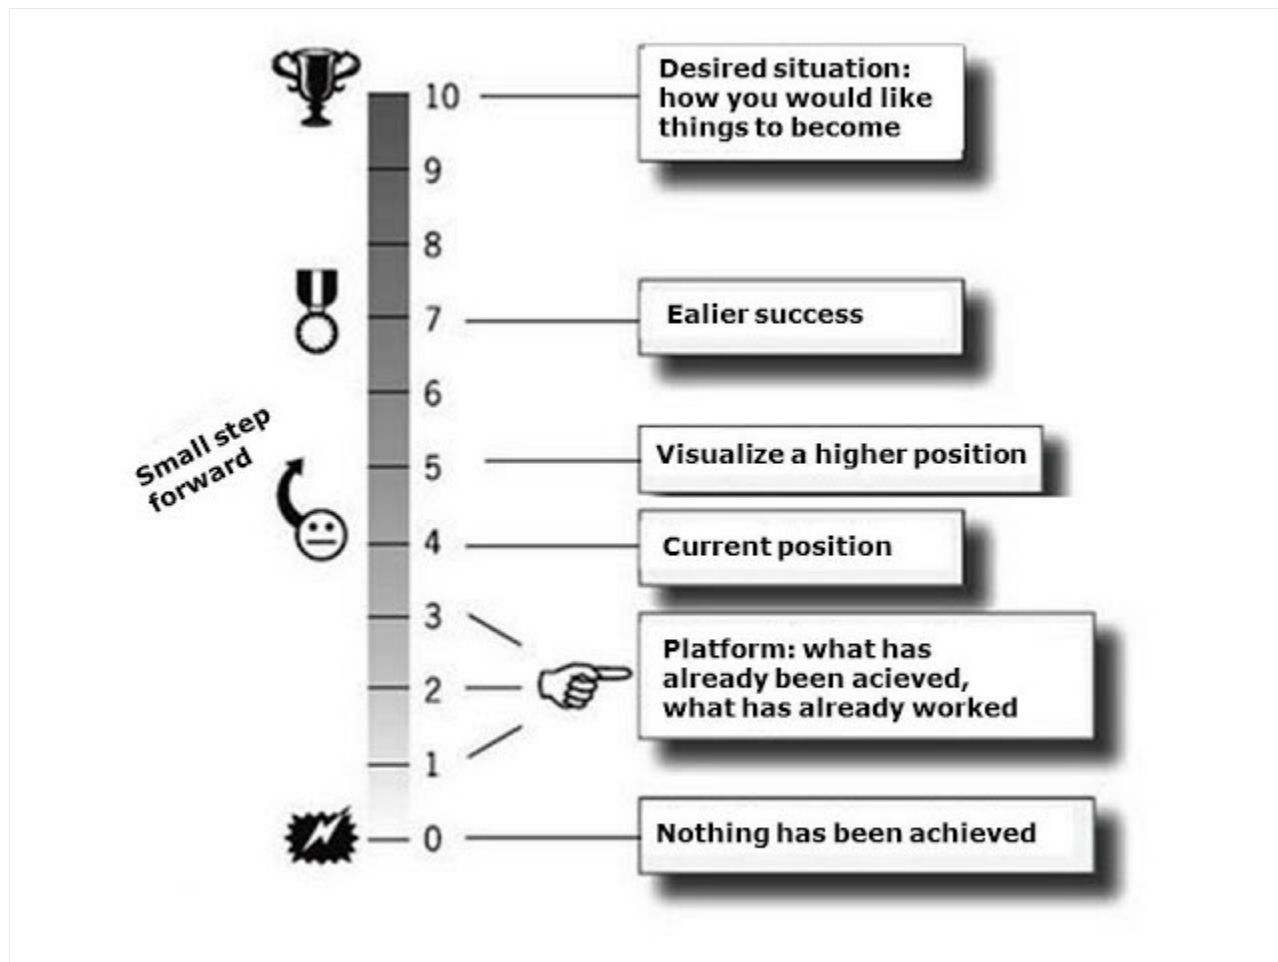 10
Desired situation:
how you would like
things to become
9
8
7
Ealier success
6
Small step
forward
5
Visualize a higher position
4
Current position
3
2
1
Platform: what has
already been acieved,
what has already worked
0
Nothing has been achieved